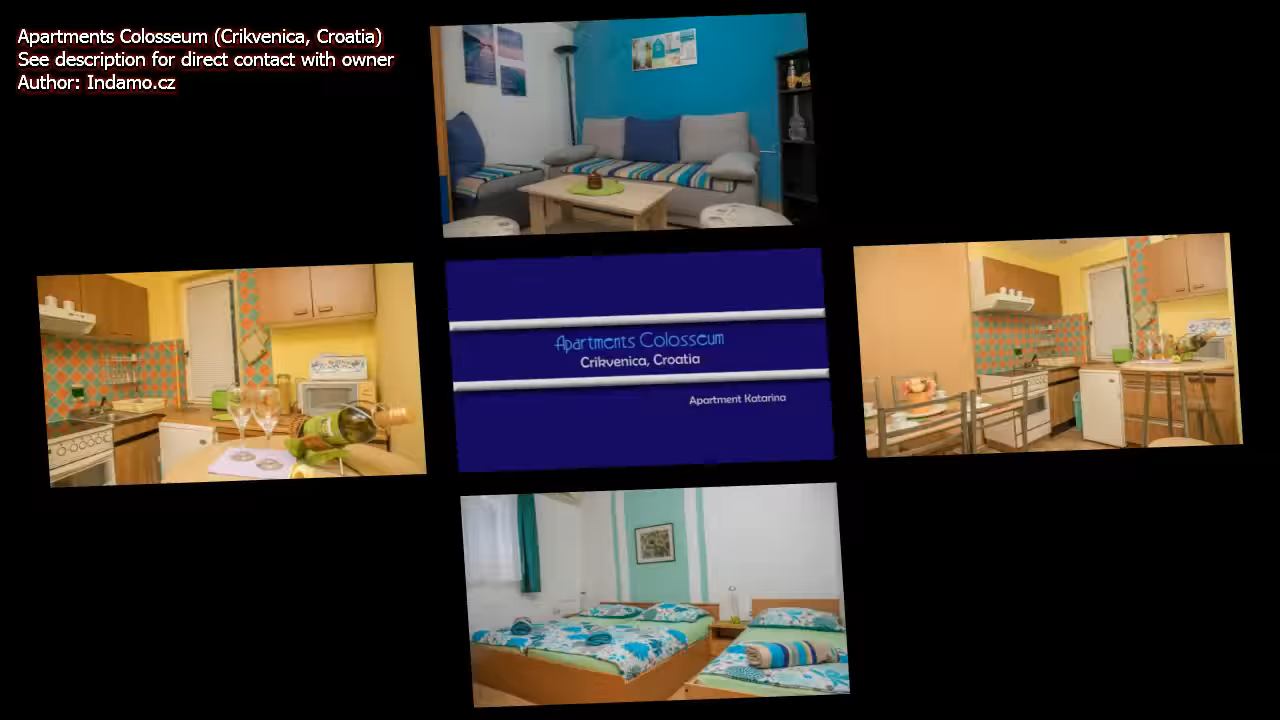 Apartments Colosseum (Crikvenica, Croatia)
See description for direct contact with owner
Author: Indamo.cz
Apartments Colosseum
Crikvenica, Croatia
Apartment Katarina